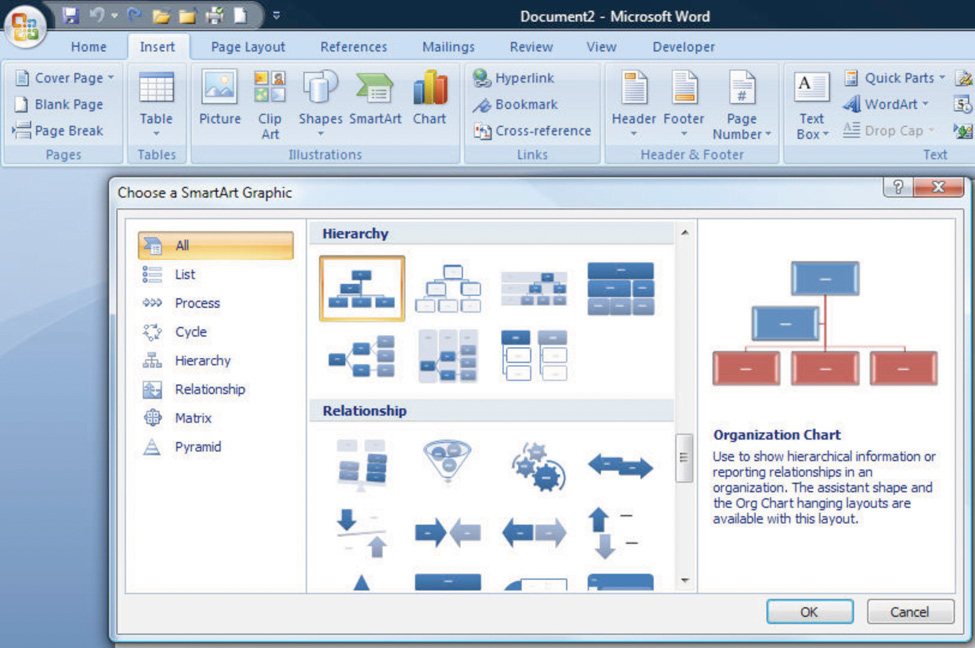 Document2 - Microsoft Word
Home Insert Page Layout References Mailings Review View Developer
Cover Page
Blank Page
Page Break
Pages
Table
Tables
Picture Clip Art Shapes SmartArt Chart
Illustrations
Hyperlink
Bookmark
Cross-reference
Links
Header Footer Page Number
Header & Footer
A
Text Box
Quick Parts
WordArt
Drop Cap
Text
Choose a SmartArt Graphic
All
List
Process
Cycle
Hierarchy
Relationship
Matrix
Pyramid
Hierarchy
Relationship
Organization Chart
Use to show hierarchical information or
reporting relationships in an
organization. The assistant shape and
the Org Chart hanging layouts are
available with this layout.
OK Cancel